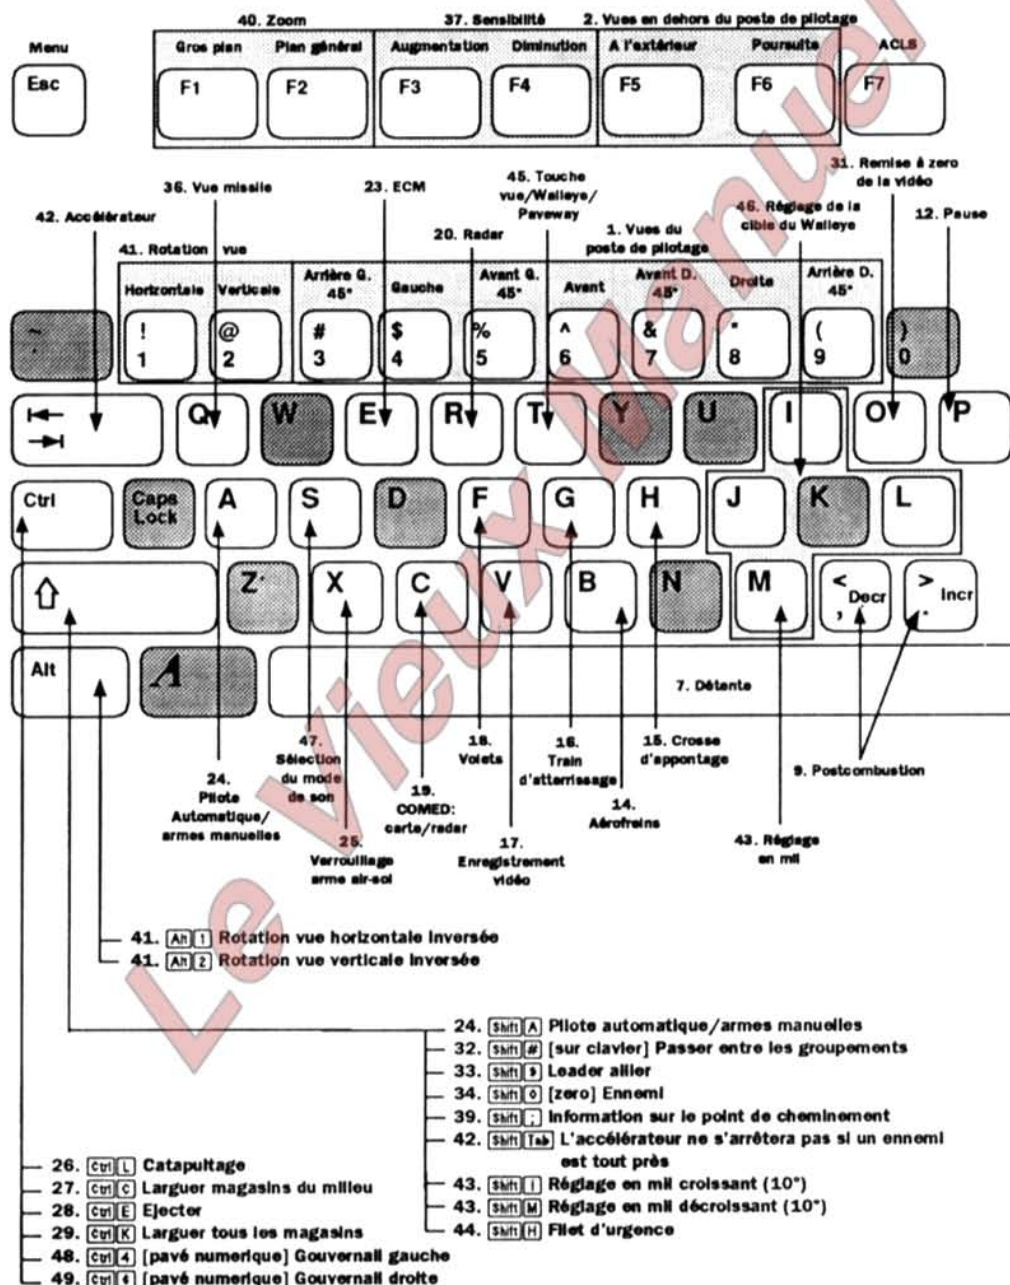 40. Zoom
37. Sensibilité
2. Vues en dehors du poste de pilotage
Menu
Gros plan
Plan général
Augmentation
Diminution
A l'extérieur
Poursuite
ACLS
Esc
F1
F2
F3
F4
F5
F6
F7
36. Vue missile
23. ECM
45. Touche
vue/Walleye/
Paveway
31. Remise à zero
de la vidéo
42. Accélérateur
46. Réglage de la
cible du Walleye
12. Pause
41. Rotation vue
20. Radar
1. Vues du
poste de pilotage
Horizontale
Verticale
Arrière G.
45°
Gauche
Avant G.
45°
Avant
Avant D.
45°
Droite
Arrière D.
45°
~
! 1
@ 2
# 3
$ 4
% 5
^ 6
& 7
* 8
( 9
) 0
Q
W
E
R
T
Y
U
I
O
P
Ctrl
Caps
Lock
A
S
D
F
G
H
J
K
L
Z
X
C
V
B
N
M
< , Decr
> . Incr
Alt
A
7. Détente
24.
Pilote
Automatique/
armes manuelles
47.
Sélection
du mode
de son
25.
Verrouillage
arme air-sol
19.
COMED:
carte/radar
18.
Volets
17.
Enregistrement
vidéo
16.
Train
d'atterrissage
14.
Aérofreins
15. Crosse
d'appontage
43. Réglage
en mil
9. Postcombustion
41. Alt 1 Rotation vue horizontale inversée
41. Alt 2 Rotation vue verticale inversée
24. Shift A Pilote automatique/armes manuelles
32. Shift # [sur clavier] Passer entre les groupements
33. Shift $ Leader allier
34. Shift 0 [zero] Ennemi
39. Shift ; Information sur le point de cheminement
42. Shift Tab L'accélérateur ne s'arrêtera pas si un ennemi
est tout près
43. Shift I Réglage en mil croissant (10°)
43. Shift M Réglage en mil décroissant (10°)
44. Shift H Filet d'urgence
26. Ctrl L Catapultage
27. Ctrl C Larguer magasins du milieu
28. Ctrl E Ejecter
29. Ctrl K Larguer tous les magasins
48. Ctrl 4 [pavé numerique] Gouvernail gauche
49. Ctrl [pavé numerique] Gouvernail droite
Le Vieux Manuel